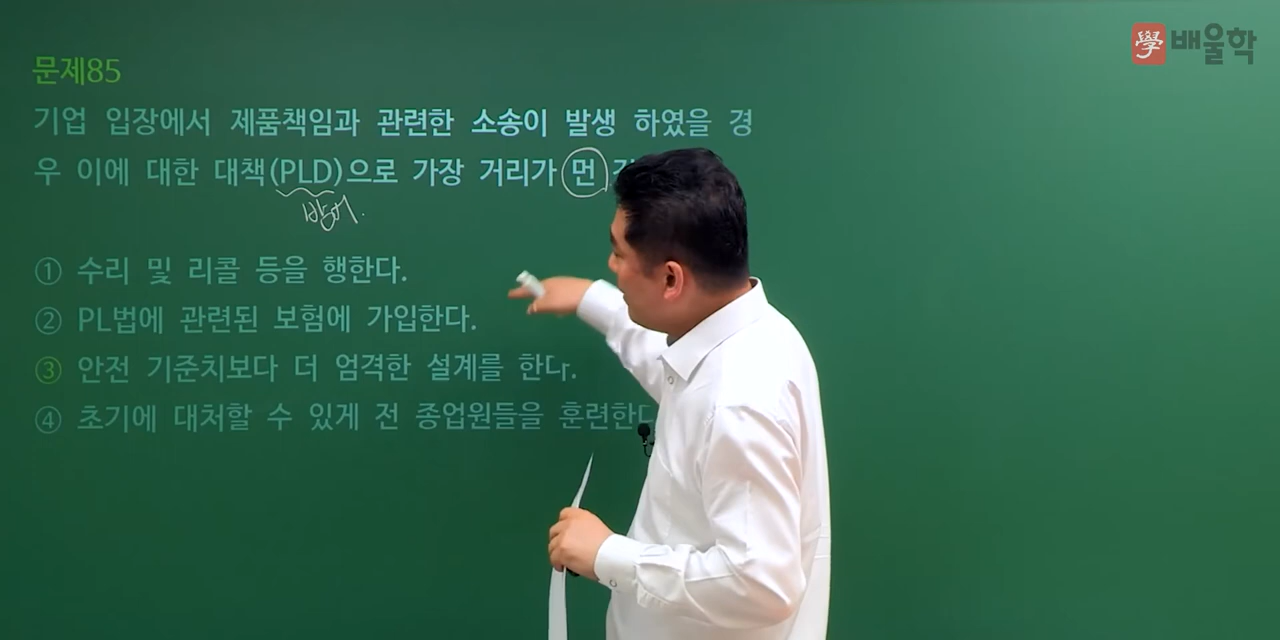 學 배울학
문제85
기업 입장에서 제품책임과 관련한 소송이 발생 하였을 경
우 이에 대한 대책(PLD)으로 가장 거리가 먼
방어.
① 수리 및 리콜 등을 행한다.
② PL법에 관련된 보험에 가입한다.
③ 안전 기준치보다 더 엄격한 설계를 한다.
④ 초기에 대처할 수 있게 전 종업원들을 훈련한다